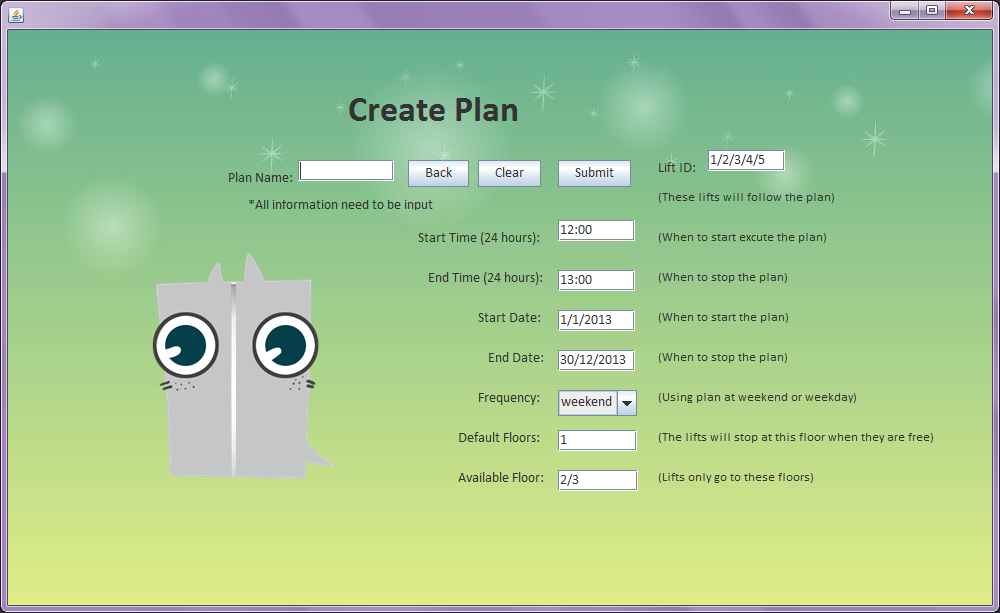 Create Plan
Plan Name: Back Clear Submit Lift ID: 1/2/3/4/5
*All information need to be input (These lifts will follow the plan)
Start Time (24 hours): 12:00 (When to start excute the plan)
End Time (24 hours): 13:00 (When to stop the plan)
Start Date: 1/1/2013 (When to start the plan)
End Date: 30/12/2013 (When to stop the plan)
Frequency: weekend (Using plan at weekend or weekday)
Default Floors: 1 (The lifts will stop at this floor when they are free)
Available Floor: 2/3 (Lifts only go to these floors)